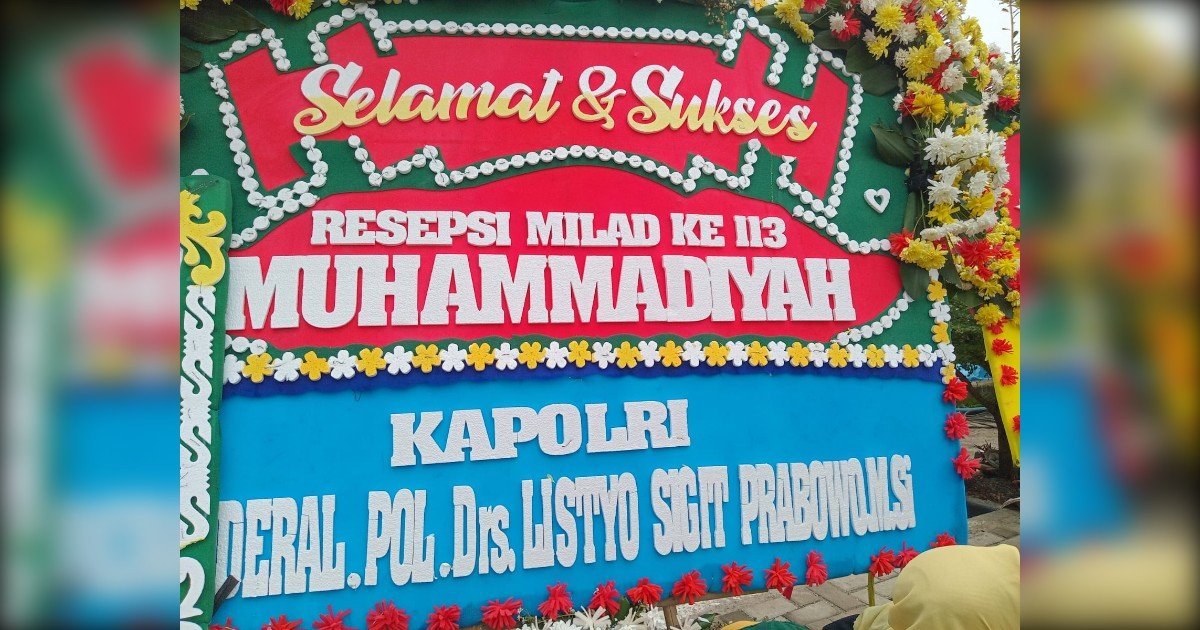 Selamat & Sukses
RESEPSI MILAD KE 113
MUHAMMADIYAH
KAPOLRI
DERAL. POL. Drs. LISTYO SIGIT PRABOWO.M.Si